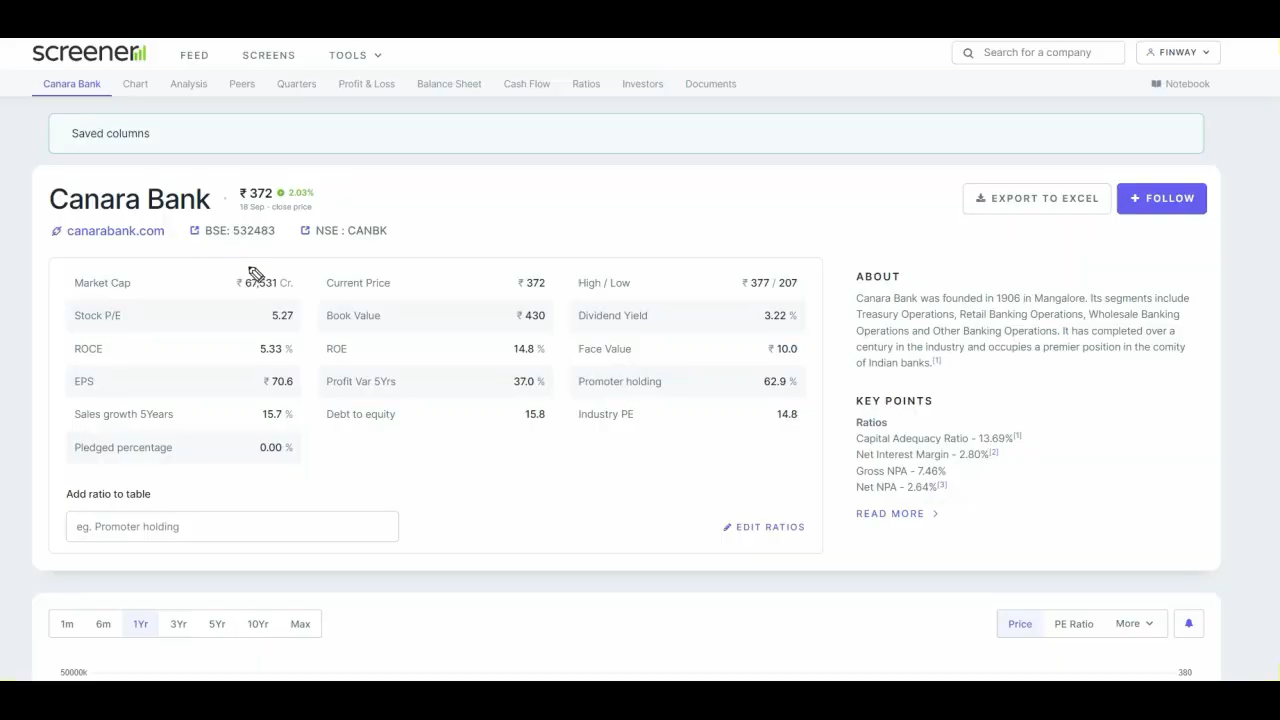 screener
FEED SCREENS TOOLS
Search for a company
FINWAY
Canara Bank Chart Analysis Peers Quarters Profit & Loss Balance Sheet Cash Flow Ratios Investors Documents Notebook
Saved columns
Canara Bank · ₹ 372 2.03%
18 Sep - close price
EXPORT TO EXCEL
+ FOLLOW
canarabank.com BSE: 532483 NSE : CANBK
Market Cap ₹ 67,531 Cr. Current Price ₹ 372 High / Low ₹ 377 / 207
Stock P/E 5.27 Book Value ₹ 430 Dividend Yield 3.22 %
ROCE 5.33 % ROE 14.8 % Face Value ₹ 10.0
EPS ₹ 70.6 Profit Var 5Yrs 37.0 % Promoter holding 62.9 %
Sales growth 5Years 15.7 % Debt to equity 15.8 Industry PE 14.8
Pledged percentage 0.00 %
Add ratio to table
eg. Promoter holding
EDIT RATIOS
ABOUT
Canara Bank was founded in 1906 in Mangalore. Its segments include
Treasury Operations, Retail Banking Operations, Wholesale Banking
Operations and Other Banking Operations. It has completed over a
century in the industry and occupies a premier position in the comity
of Indian banks.[1]
KEY POINTS
Ratios
Capital Adequacy Ratio - 13.69%[1]
Net Interest Margin - 2.80%[2]
Gross NPA - 7.46%
Net NPA - 2.64%[3]
READ MORE
1m 6m 1Yr 3Yr 5Yr 10Yr Max
Price PE Ratio More
50000k 380